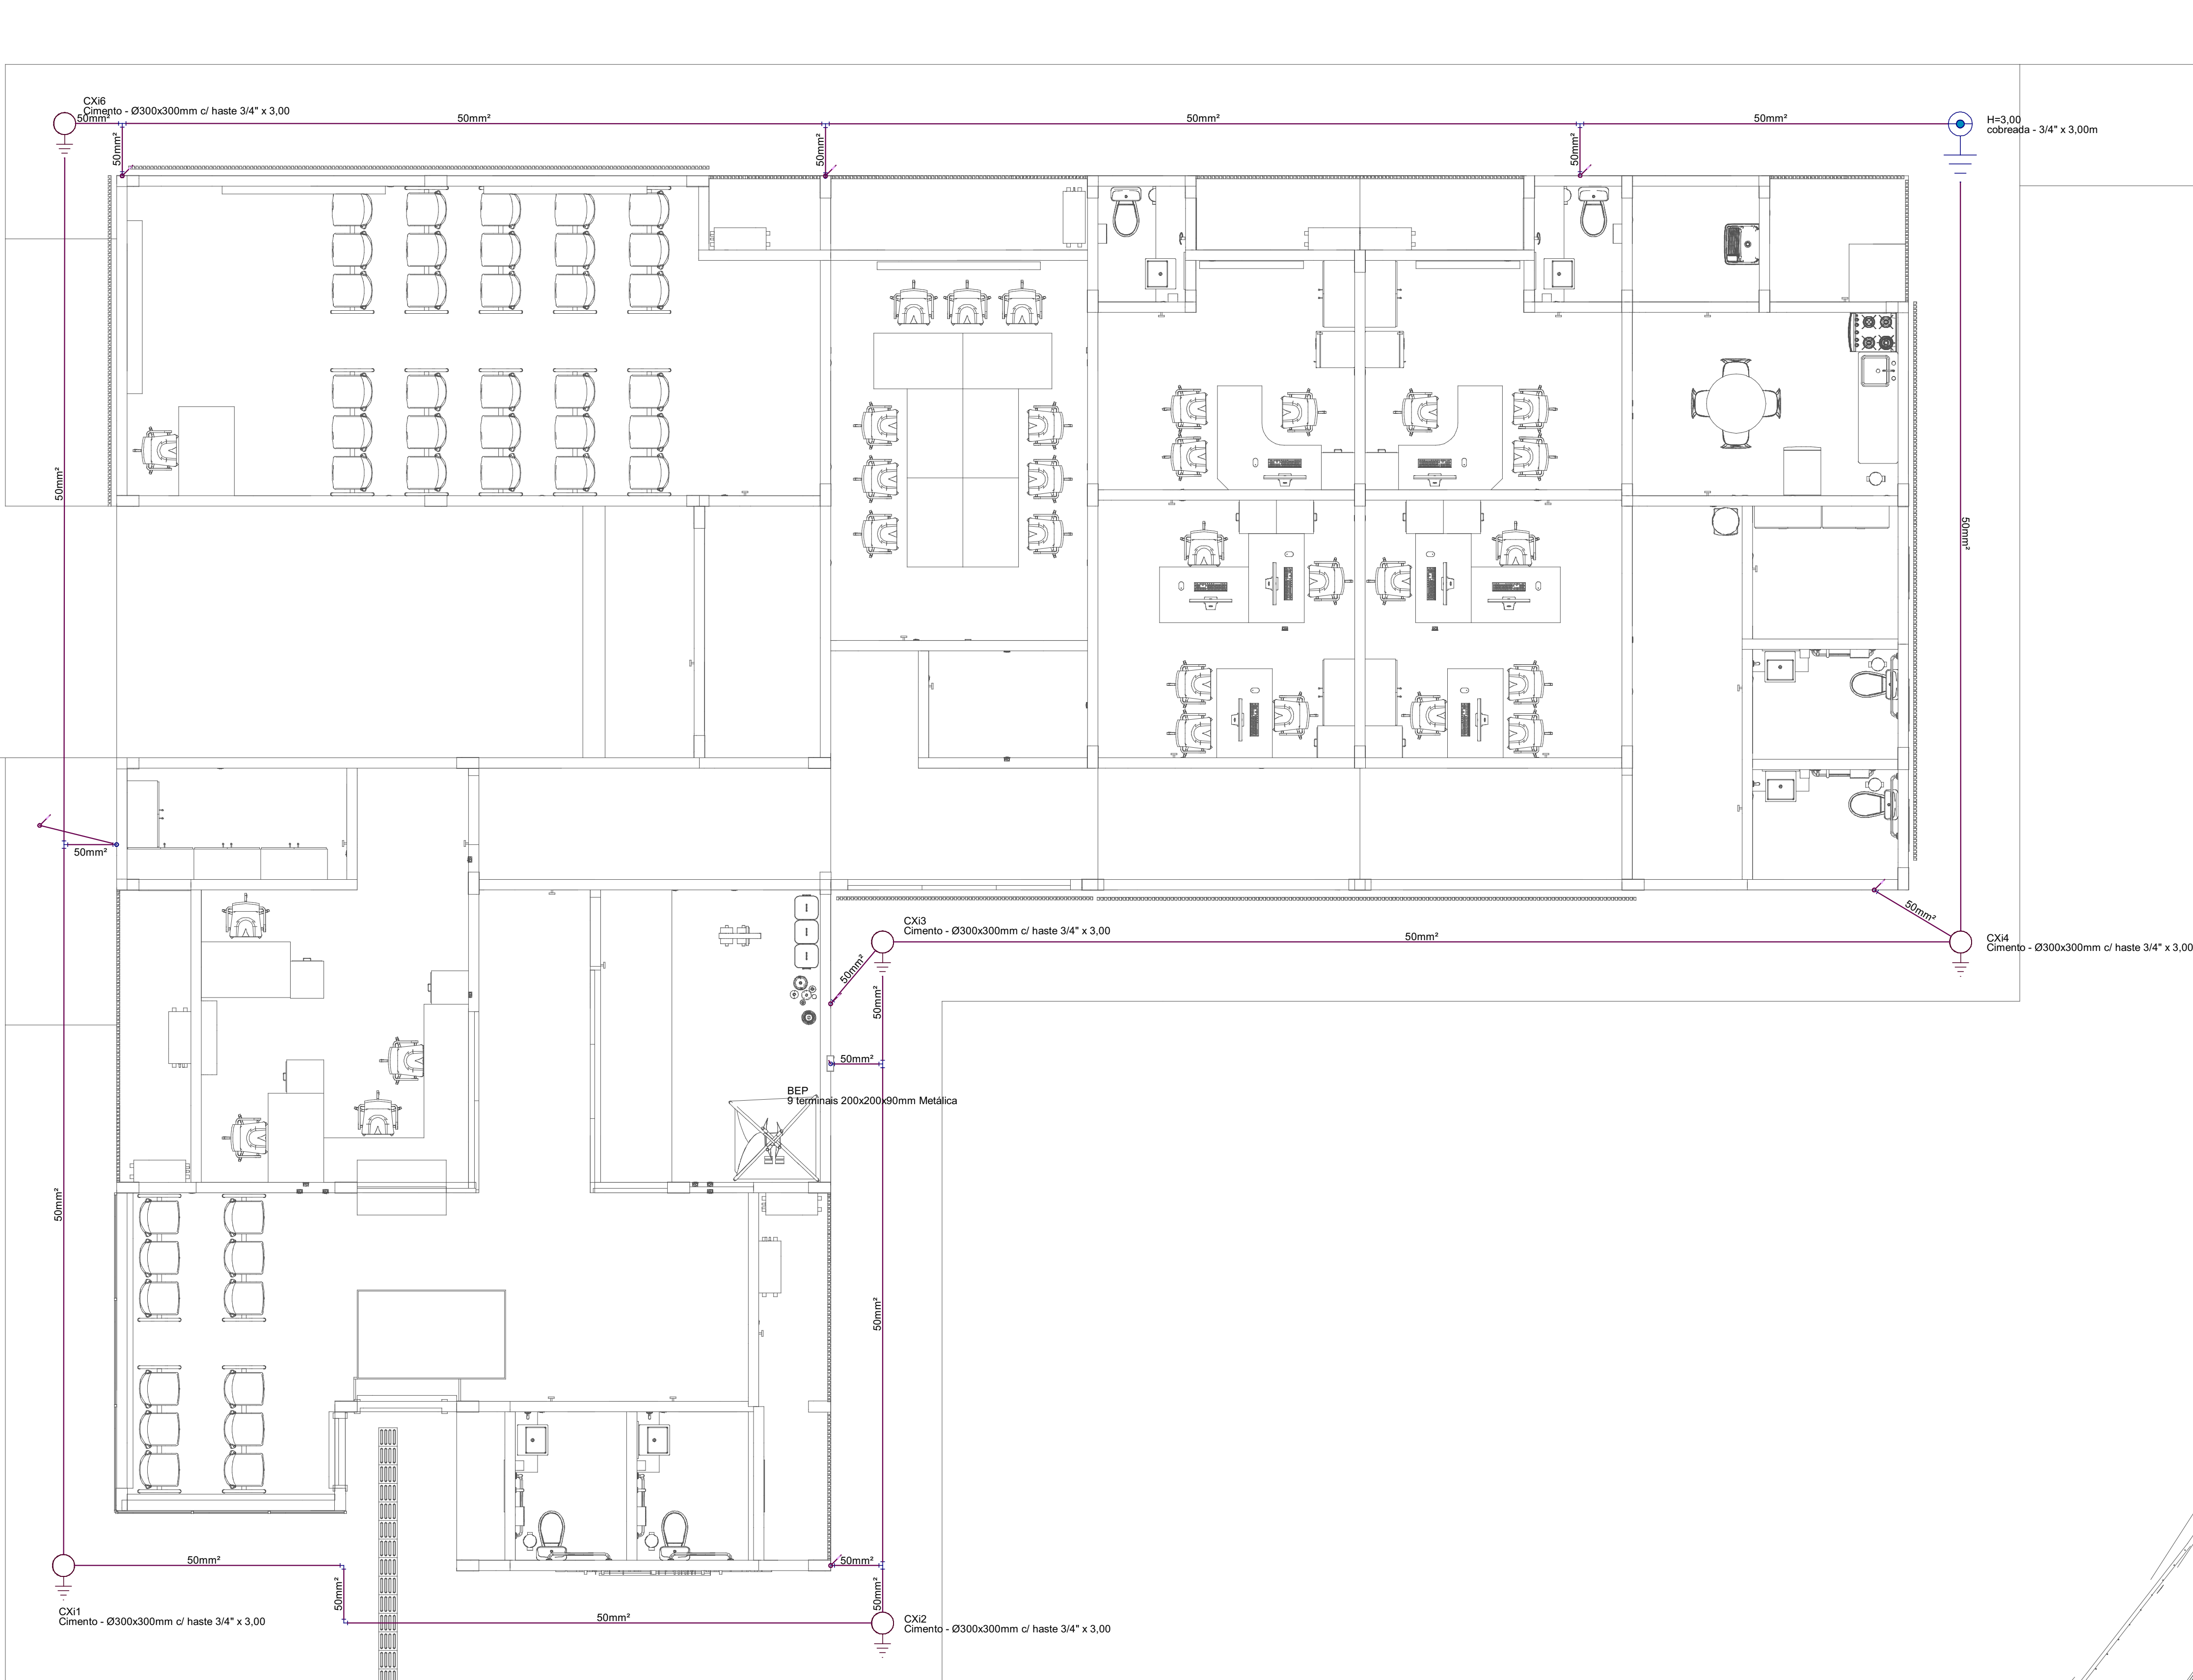 CXi6
Cimento - Ø300x300mm c/ haste 3/4" x 3,00
50mm²
50mm²
50mm²
50mm²
H=3,00
cobreada - 3/4" x 3,00m
50mm²
50mm²
50mm²
50mm²
50mm²
50mm²
50mm²
CXi3
Cimento - Ø300x300mm c/ haste 3/4" x 3,00
50mm²
CXi4
Cimento - Ø300x300mm c/ haste 3/4" x 3,00
50mm²
50mm²
50mm²
BEP
9 terminais 200x200x90mm Metálica
50mm²
50mm²
50mm²
50mm²
50mm²
50mm²
50mm²
CXi1
Cimento - Ø300x300mm c/ haste 3/4" x 3,00
CXi2
Cimento - Ø300x300mm c/ haste 3/4" x 3,00